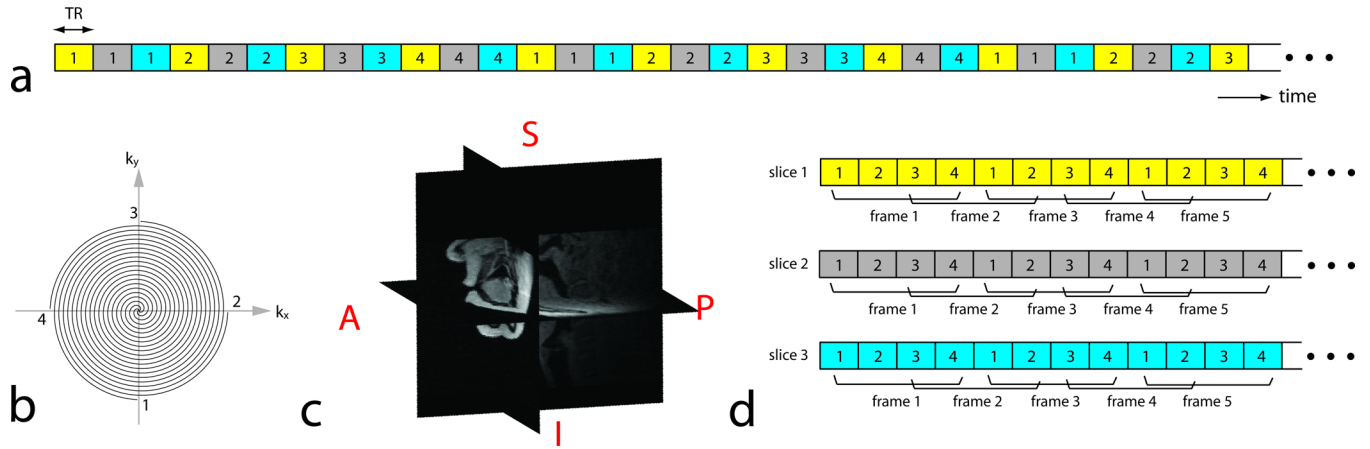 TR
1 1 1 2 2 2 3 3 3 4 4 4 1 1 1 2 2 2 3 3 3 4 4 4 1 1 1 2 2 2 3
a
time
ky
3
2
4
kx
1
b
S
A
P
I
c
slice 1 1 2 3 4 1 2 3 4 1 2 3 4
frame 1 frame 2 frame 3 frame 4 frame 5
slice 2 1 2 3 4 1 2 3 4 1 2 3 4
frame 1 frame 2 frame 3 frame 4 frame 5
slice 3 1 2 3 4 1 2 3 4 1 2 3 4
frame 1 frame 2 frame 3 frame 4 frame 5
d